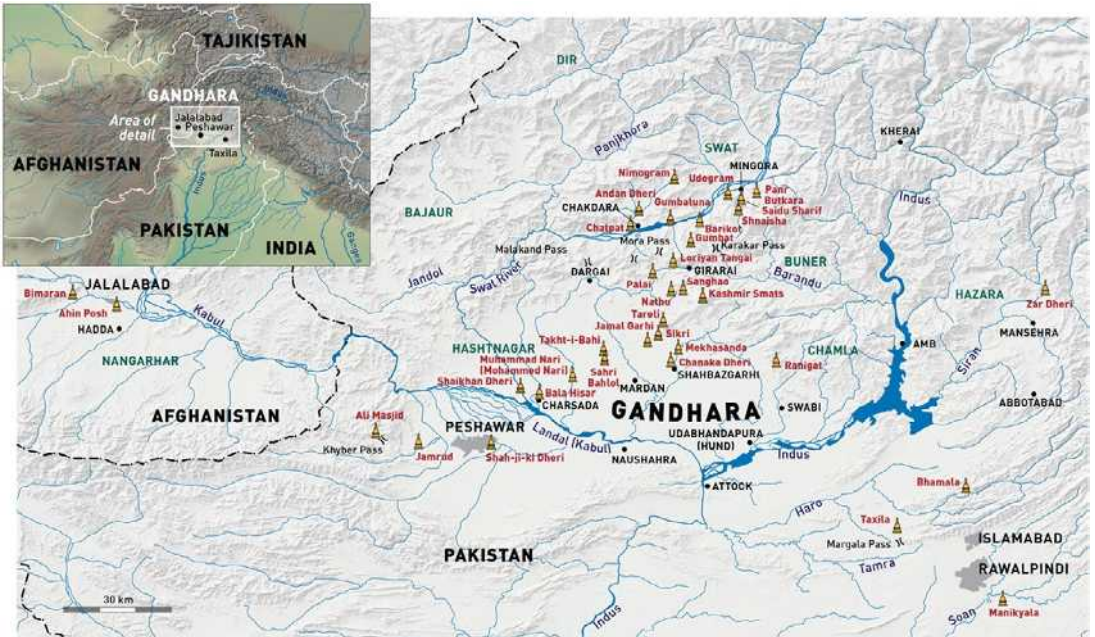 TAJIKISTAN
GANDHARA
Indus
Area of
detail
Jalalabad
Peshawar
Taxila
AFGHANISTAN
Indus
PAKISTAN
INDIA
Ganges
DIR
Panjkhora
KHERAI
SWAT
MINGORA
Nimogram
Udegram
Panr
Butkara
Saidu Sharif
Shnaisha
Andan Dheri
Gumbaluna
CHAKDARA
Chatpat
Barikot
Gumbat
Indus
BAJAUR
Mora Pass
Karakar Pass
Malakand Pass
Loriyan Tangai
BUNER
Jandol
Swat River
DARGAI
GIRARAI
Barandu
Palai
Sanghao
Natbu
Kashmir Smats
HAZARA
Zar Dheri
Bimaran
JALALABAD
Ahin Posh
Kabul
HADDA
Tareli
Jamal Garhi
Sikri
MANSEHRA
NANGARHAR
HASHTNAGAR
Takht-i-Bahi
Mekhasanda
CHAMLA
AMB
Siran
Muhammad Nari
(Mohammed Nari)
Sahri
Bahlol
Chanaka Dheri
SHAHBAZGARHI
Ranigat
Shaikhan Dheri
Bala Hisar
CHARSADA
MARDAN
GANDHARA
SWABI
ABBOTABAD
AFGHANISTAN
Ali Masjid
Khyber Pass
Jamrud
PESHAWAR
Shah-ji-ki Dheri
Landai (Kabul)
NAUSHAHRA
UDABHANDAPURA
(HUND)
Indus
ATTOCK
Bhamala
Haro
Taxila
Margala Pass
Tamra
ISLAMABAD
RAWALPINDI
PAKISTAN
30 km
Indus
Soan
Manikyala